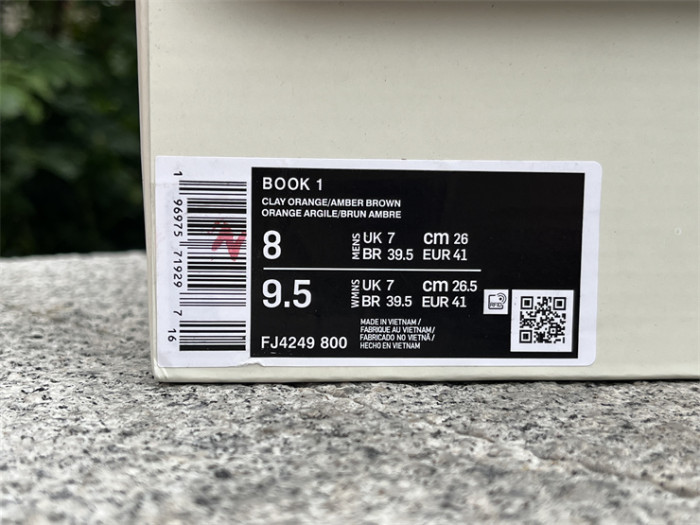 BOOK 1
CLAY ORANGE/AMBER BROWN
ORANGE ARGILE/BRUN AMBRE
8
MENS
UK 7 cm 26
BR 39.5 EUR 41
9.5
WMNS
UK 7 cm 26.5
BR 39.5 EUR 41
MADE IN VIETNAM /
FABRIQUE AU VIETNAM/
FABRICADO NO VIETNÃ/
HECHO EN VIETNAM
FJ4249 800
1 96975 71929 7 16